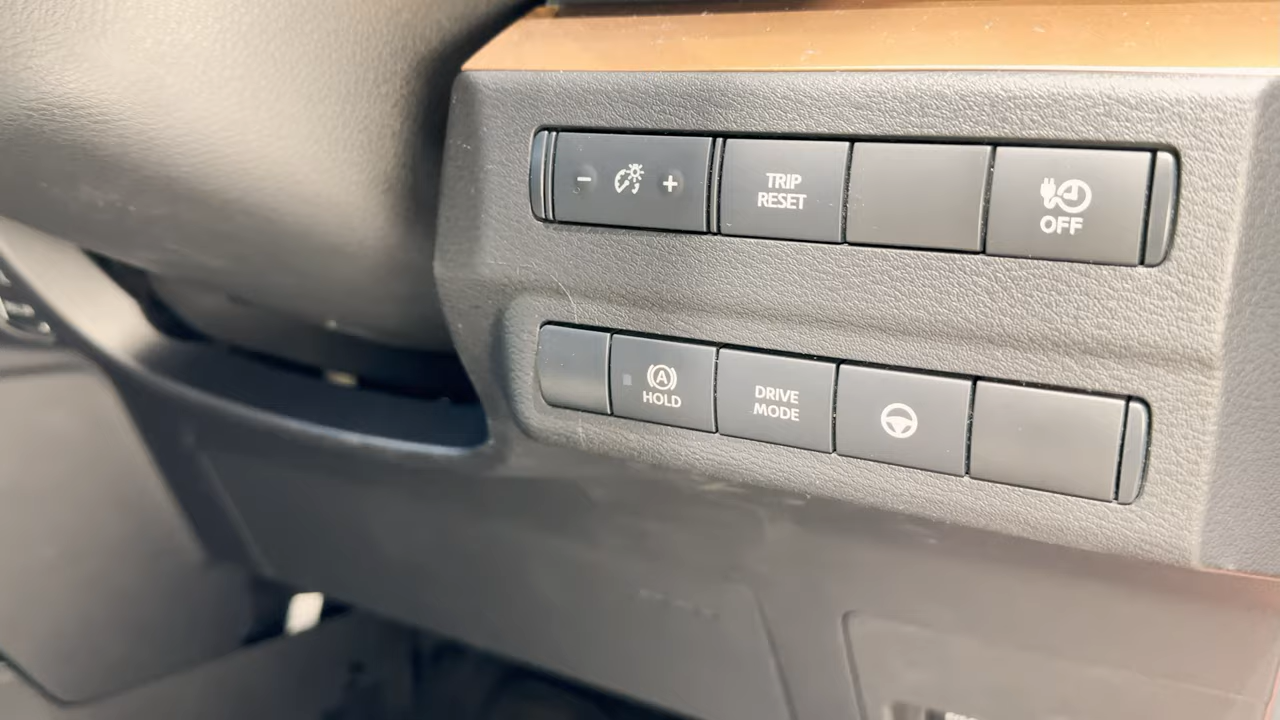 - +
TRIP
RESET
OFF
A
HOLD
DRIVE
MODE